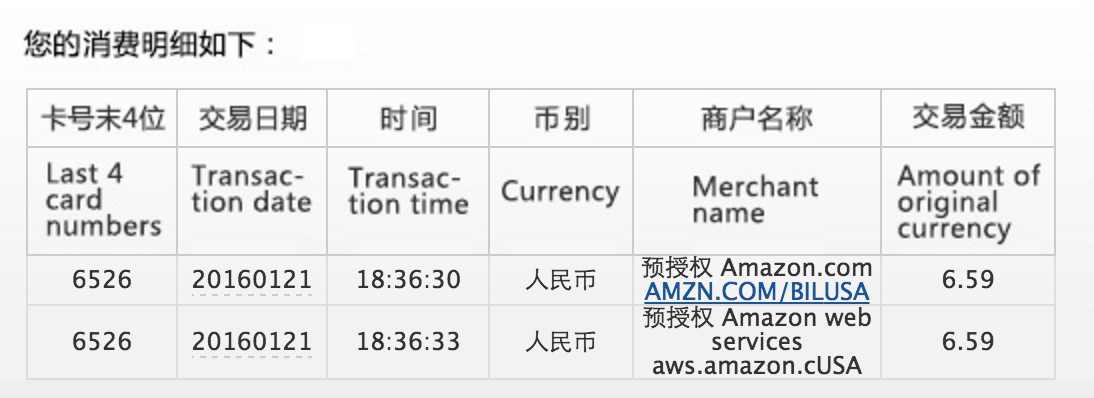 您的消费明细如下：
卡号末4位 交易日期 时间 币别 商户名称 交易金额
Last 4
card
numbers
Transac-
tion date
Transac-
tion time
Currency
Merchant
name
Amount of
original
currency
6526 20160121 18:36:30 人民币 预授权 Amazon.com
AMZN.COM/BILUSA
6.59
6526 20160121 18:36:33 人民币 预授权 Amazon web
services
aws.amazon.cUSA
6.59